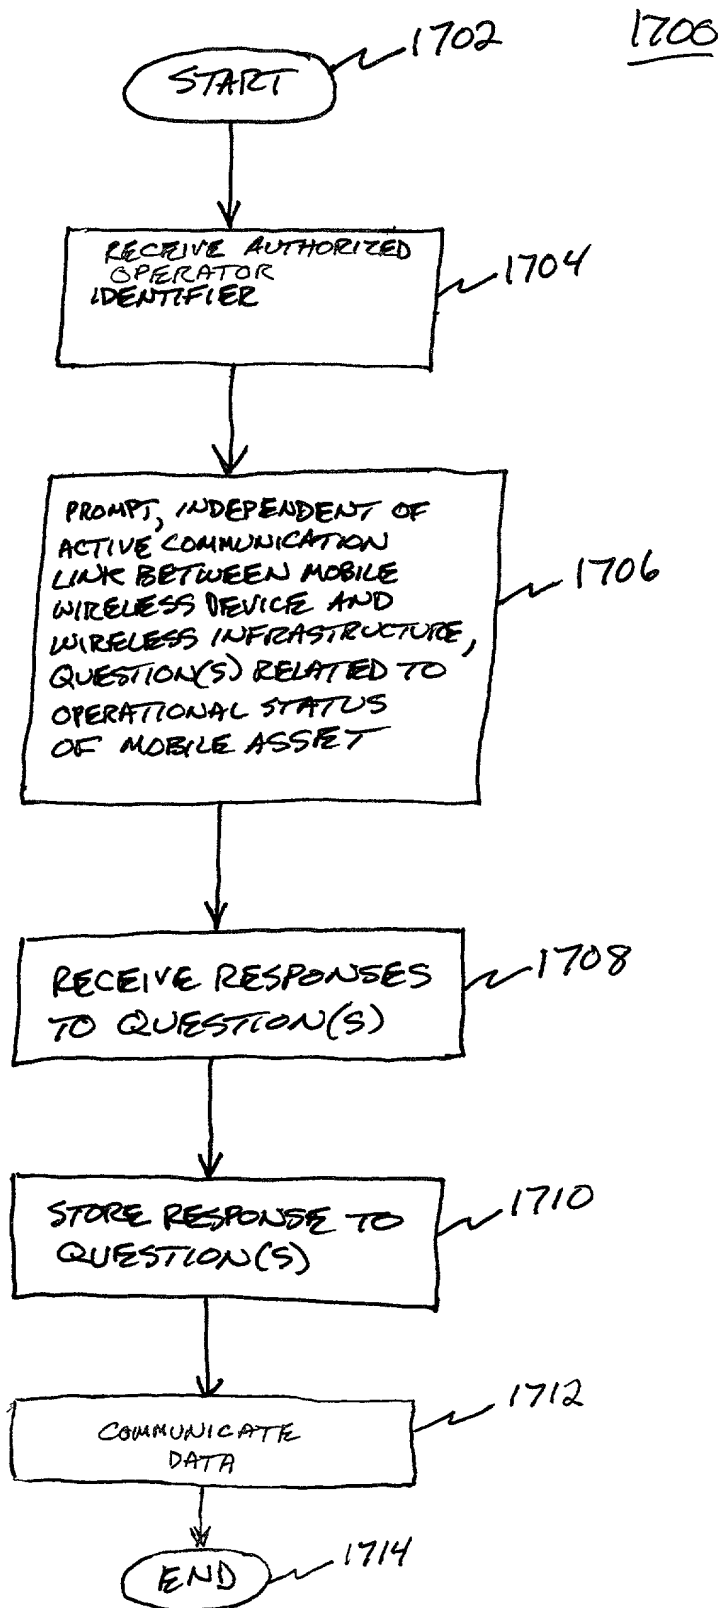 1700
START
1702
RECEIVE AUTHORIZED
OPERATOR
IDENTIFIER
1704
PROMPT, INDEPENDENT OF
ACTIVE COMMUNICATION
LINK BETWEEN MOBILE
WIRELESS DEVICE AND
WIRELESS INFRASTRUCTURE,
QUESTION(S) RELATED TO
OPERATIONAL STATUS
OF MOBILE ASSET
1706
RECEIVE RESPONSES
TO QUESTION(S)
1708
STORE RESPONSE TO
QUESTION(S)
1710
COMMUNICATE
DATA
1712
END
1714